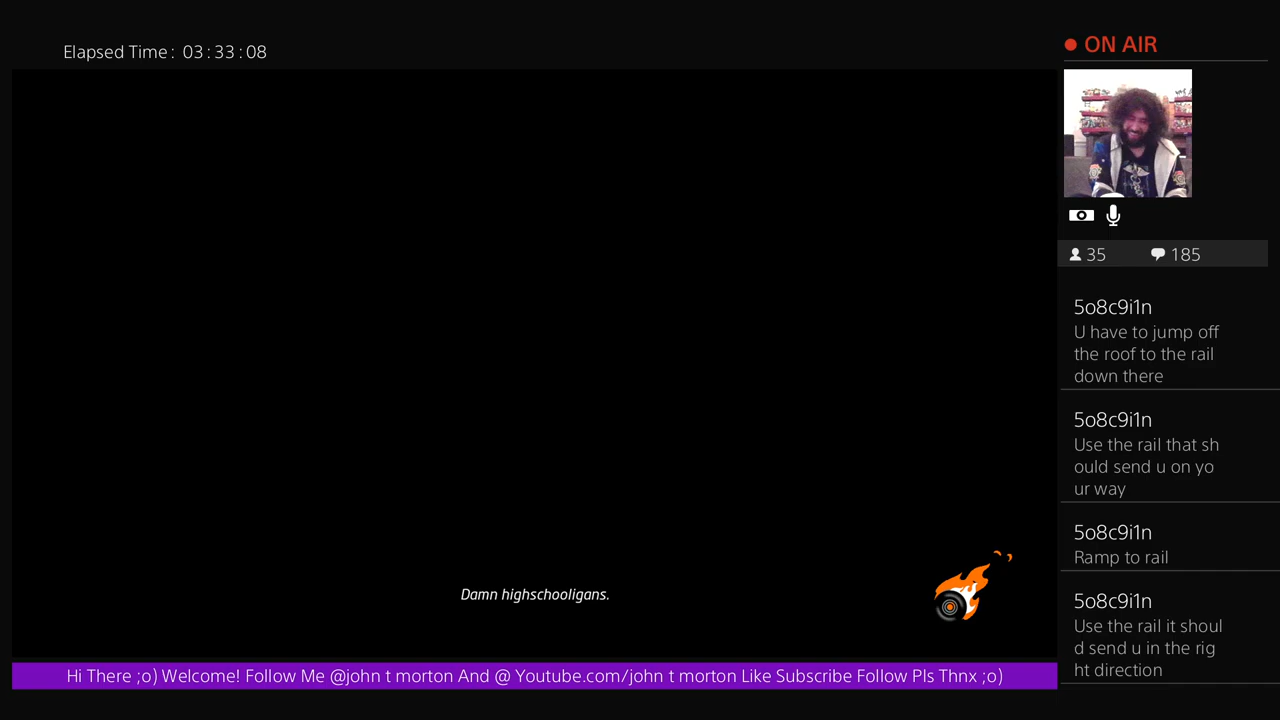 Elapsed Time: 03:33:08
ON AIR
35 185
5o8c9i1n
U have to jump off
the roof to the rail
down there
5o8c9i1n
Use the rail that sh
ould send u on yo
ur way
5o8c9i1n
Ramp to rail
5o8c9i1n
Use the rail it shoul
d send u in the rig
ht direction
Damn highschooligans.
Hi There ;o) Welcome! Follow Me @john t morton And @ Youtube.com/john t morton Like Subscribe Follow Pls Thnx ;o)